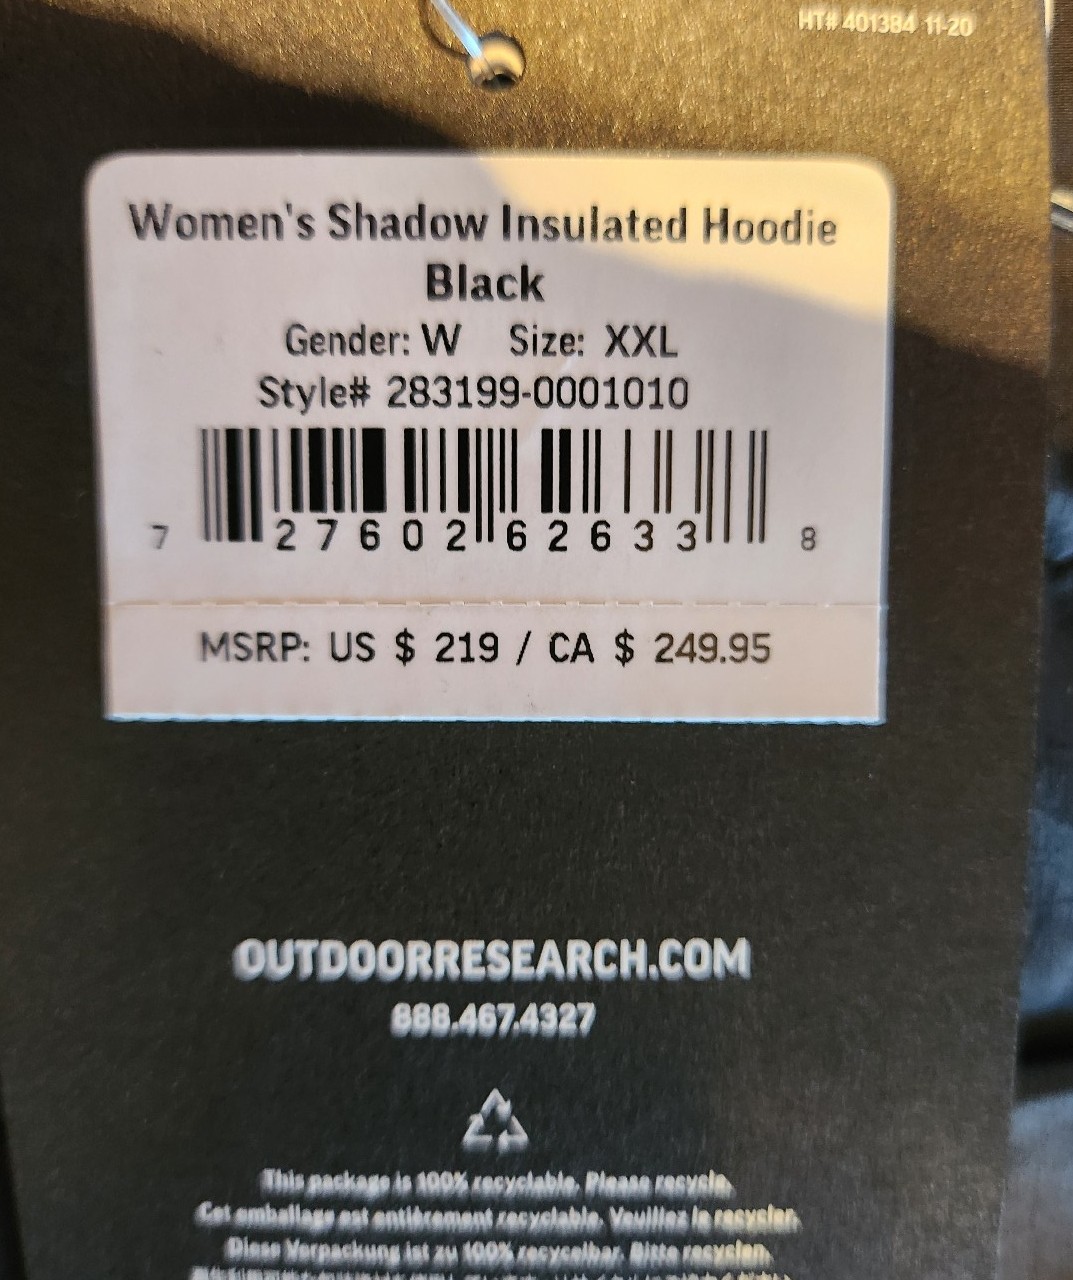 HT# 401384 11-20
Women's Shadow Insulated Hoodie
Black
Gender: W Size: XXL
Style# 283199-0001010
7 27602 62633 8
MSRP: US $ 219 / CA $ 249.95
OUTDOORRESEARCH.COM
888.467.4327
This package is 100% recyclable. Please recycle.
Cet emballage est entièrement recyclable. Veuillez le recycler.
Diese Verpackung ist zu 100% recycelbar. Bitte recyclen.